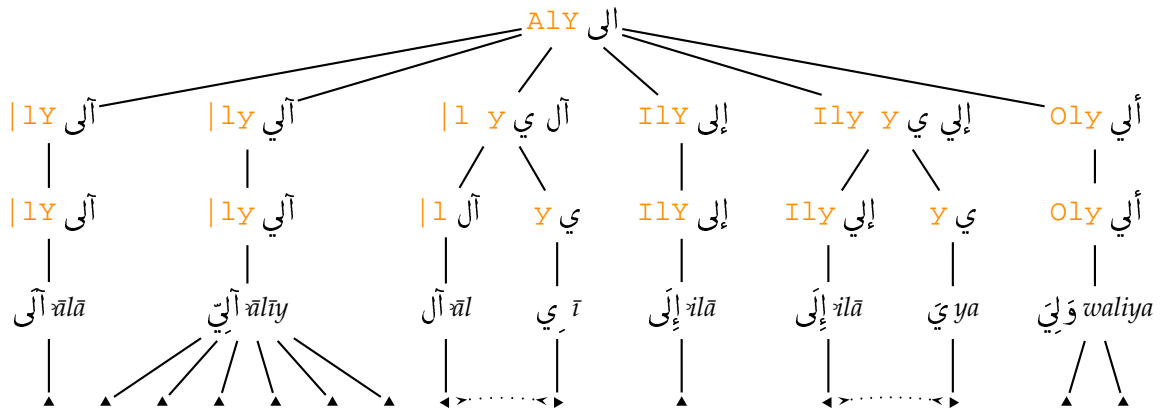 AlY الى
|lY آلى |ly آلي |l y آل ي IlY إلى Ily y إلي ي Oly ألي
|lY آلى |ly آلي |l آل y ي IlY إلى Ily إلي y ي Oly ألي
آلَى ʾālā آلِيّ ʾālīy آل ʾāl ـِي ī إِلَى ʾilā إِلَى ʾilā يَ ya وَلِيَ waliya